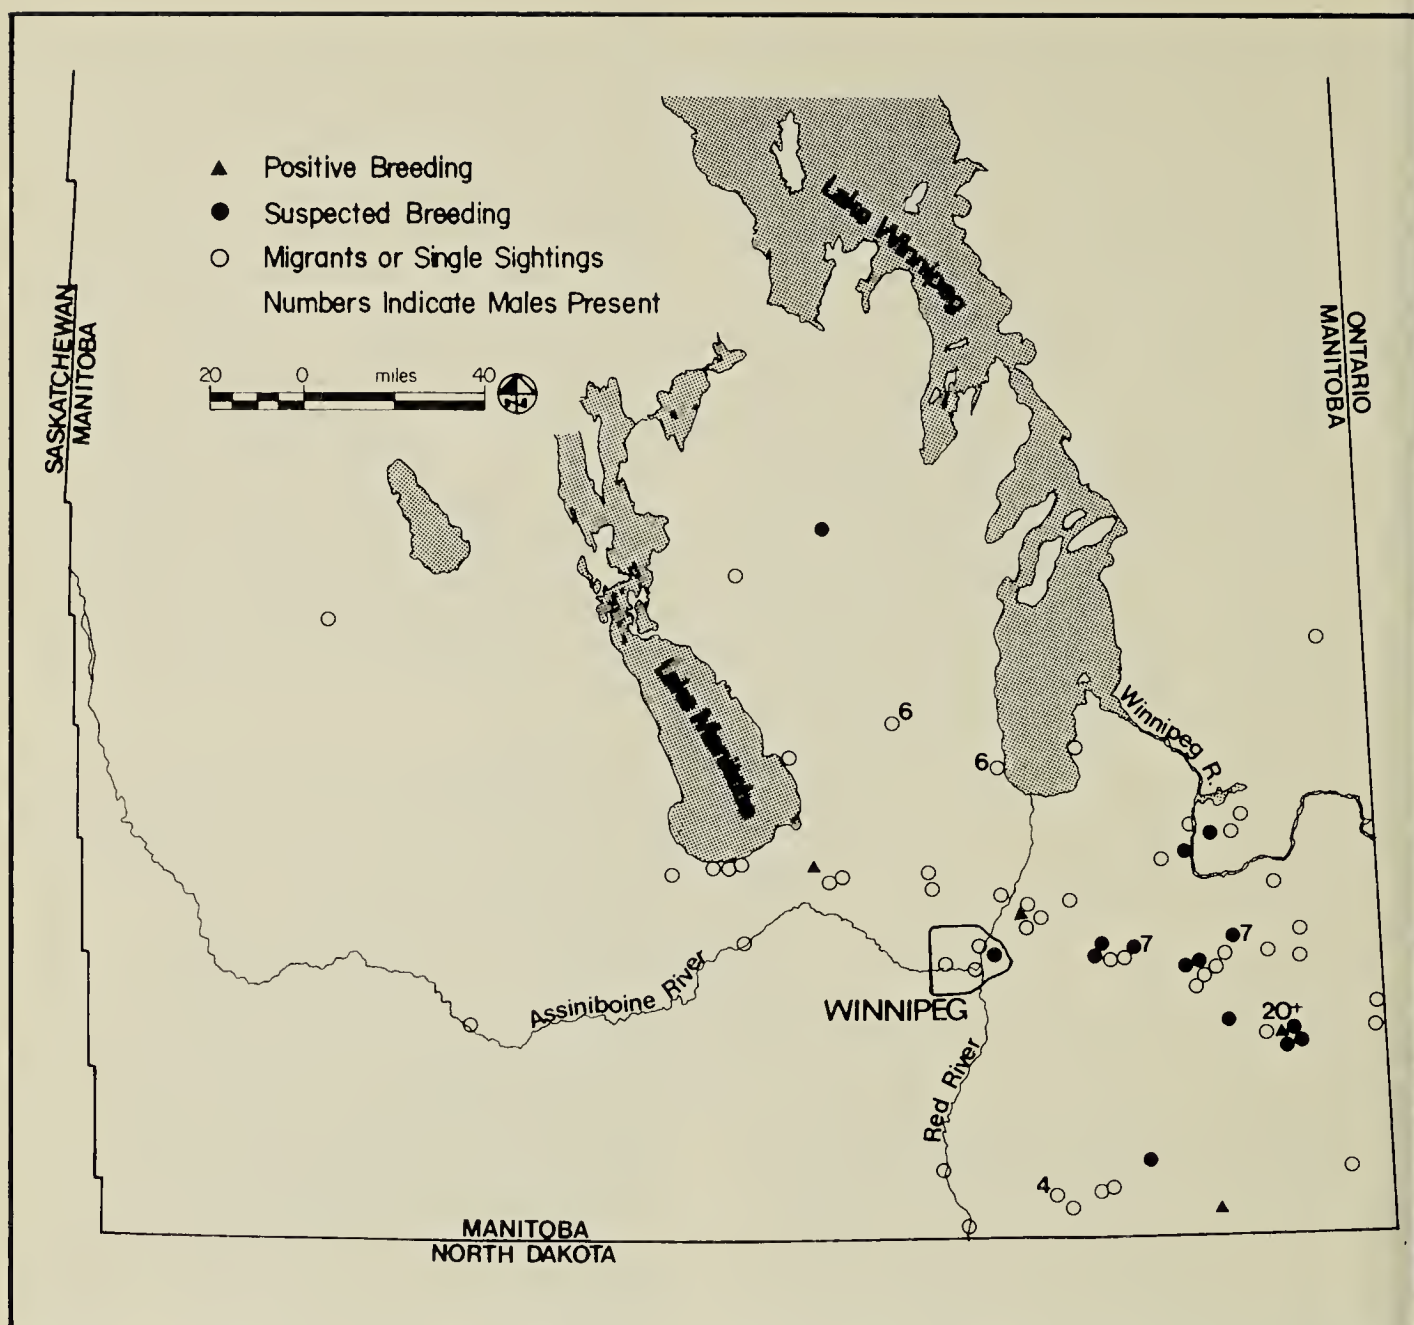 Positive Breeding
Suspected Breeding
Migrants or Single Sightings
Numbers Indicate Males Present
20 0 miles 40
SASKATCHEWAN
MANITOBA
ONTARIO
MANITOBA
Lake Winnipeg
Lake Manitoba
Winnipeg R.
6
6
7
7
20+
Assiniboine River
WINNIPEG
Red River
4
MANITOBA
NORTH DAKOTA